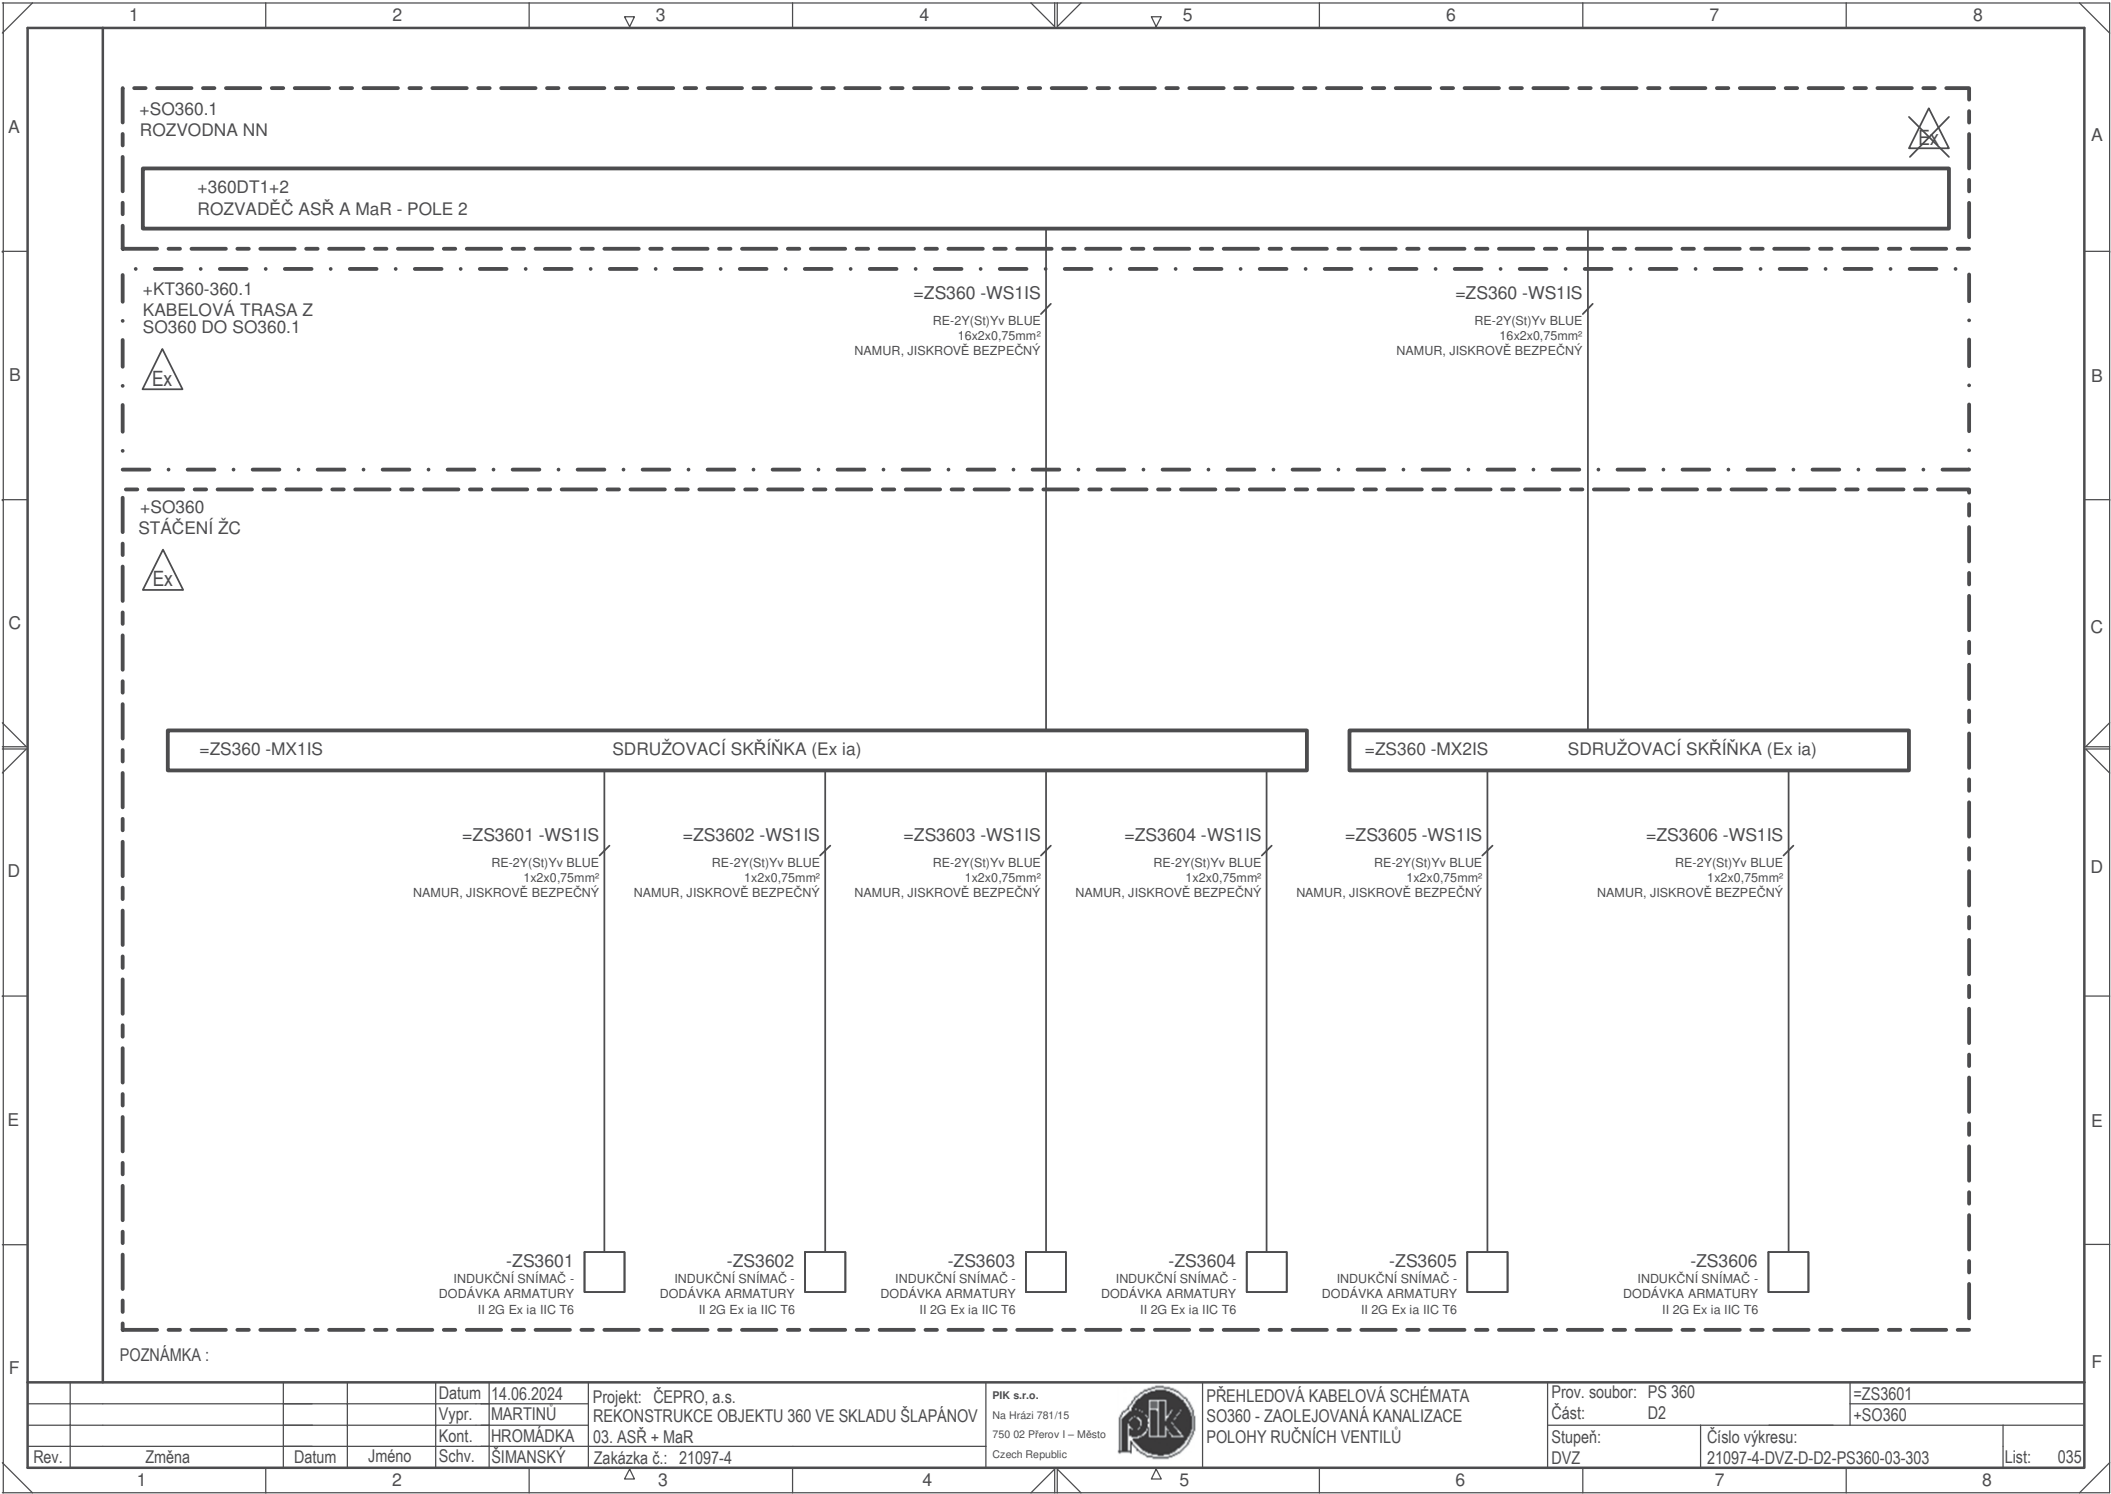 1 2 3 4 5 6 7 8
A
A
B
B
C
C
D
D
E
E
F
F
+SO360.1
ROZVODNA NN
Ex
+360DT1+2
ROZVADĚČ ASŘ A MaR - POLE 2
+KT360-360.1
KABELOVÁ TRASA Z
SO360 DO SO360.1
Ex
=ZS360 -WS1IS
RE-2Y(St)Yv BLUE
16x2x0,75mm²
NAMUR, JISKROVĚ BEZPEČNÝ
=ZS360 -WS1IS
RE-2Y(St)Yv BLUE
16x2x0,75mm²
NAMUR, JISKROVĚ BEZPEČNÝ
+SO360
STÁČENÍ ŽC
Ex
=ZS360 -MX1IS SDRUŽOVACÍ SKŘÍŇKA (Ex ia)
=ZS360 -MX2IS SDRUŽOVACÍ SKŘÍŇKA (Ex ia)
=ZS3601 -WS1IS
RE-2Y(St)Yv BLUE
1x2x0,75mm²
NAMUR, JISKROVĚ BEZPEČNÝ
=ZS3602 -WS1IS
RE-2Y(St)Yv BLUE
1x2x0,75mm²
NAMUR, JISKROVĚ BEZPEČNÝ
=ZS3603 -WS1IS
RE-2Y(St)Yv BLUE
1x2x0,75mm²
NAMUR, JISKROVĚ BEZPEČNÝ
=ZS3604 -WS1IS
RE-2Y(St)Yv BLUE
1x2x0,75mm²
NAMUR, JISKROVĚ BEZPEČNÝ
=ZS3605 -WS1IS
RE-2Y(St)Yv BLUE
1x2x0,75mm²
NAMUR, JISKROVĚ BEZPEČNÝ
=ZS3606 -WS1IS
RE-2Y(St)Yv BLUE
1x2x0,75mm²
NAMUR, JISKROVĚ BEZPEČNÝ
-ZS3601
INDUKČNÍ SNÍMAČ -
DODÁVKA ARMATURY
II 2G Ex ia IIC T6
-ZS3602
INDUKČNÍ SNÍMAČ -
DODÁVKA ARMATURY
II 2G Ex ia IIC T6
-ZS3603
INDUKČNÍ SNÍMAČ -
DODÁVKA ARMATURY
II 2G Ex ia IIC T6
-ZS3604
INDUKČNÍ SNÍMAČ -
DODÁVKA ARMATURY
II 2G Ex ia IIC T6
-ZS3605
INDUKČNÍ SNÍMAČ -
DODÁVKA ARMATURY
II 2G Ex ia IIC T6
-ZS3606
INDUKČNÍ SNÍMAČ -
DODÁVKA ARMATURY
II 2G Ex ia IIC T6
POZNÁMKA :
Rev. Změna Datum Jméno
Datum 14.06.2024
Vypr. MARTINŮ
Kont. HROMÁDKA
Schv. ŠIMANSKÝ
Projekt: ČEPRO, a.s.
REKONSTRUKCE OBJEKTU 360 VE SKLADU ŠLAPÁNOV
03. ASŘ + MaR
Zakázka č.: 21097-4
PIK s.r.o.
Na Hrázi 781/15
750 02 Přerov I – Město
Czech Republic
pik
PŘEHLEDOVÁ KABELOVÁ SCHÉMATA
SO360 - ZAOLEJOVANÁ KANALIZACE
POLOHY RUČNÍCH VENTILŮ
Prov. soubor: PS 360
Část: D2
=ZS3601
+SO360
Stupeň:
DVZ
Číslo výkresu:
21097-4-DVZ-D-D2-PS360-03-303
List: 035
1 2 3 4 5 6 7 8